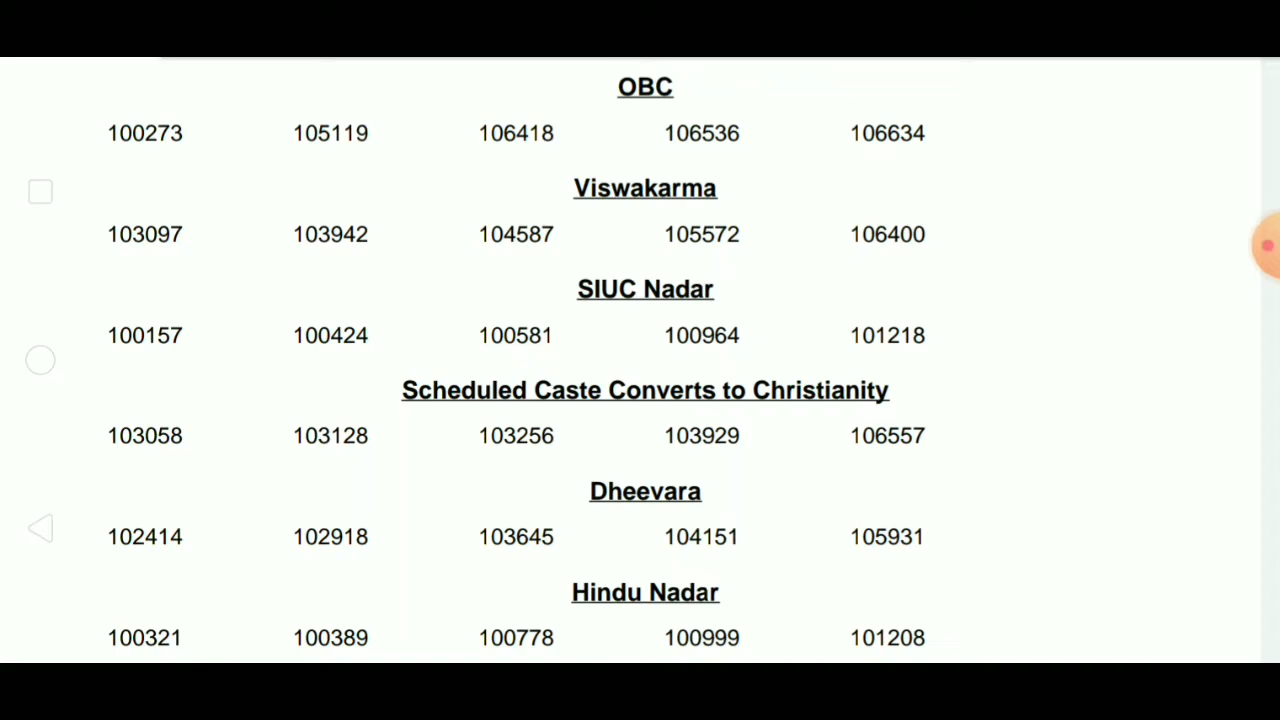 OBC
100273 105119 106418 106536 106634
Viswakarma
103097 103942 104587 105572 106400
SIUC Nadar
100157 100424 100581 100964 101218
Scheduled Caste Converts to Christianity
103058 103128 103256 103929 106557
Dheevara
102414 102918 103645 104151 105931
Hindu Nadar
100321 100389 100778 100999 101208